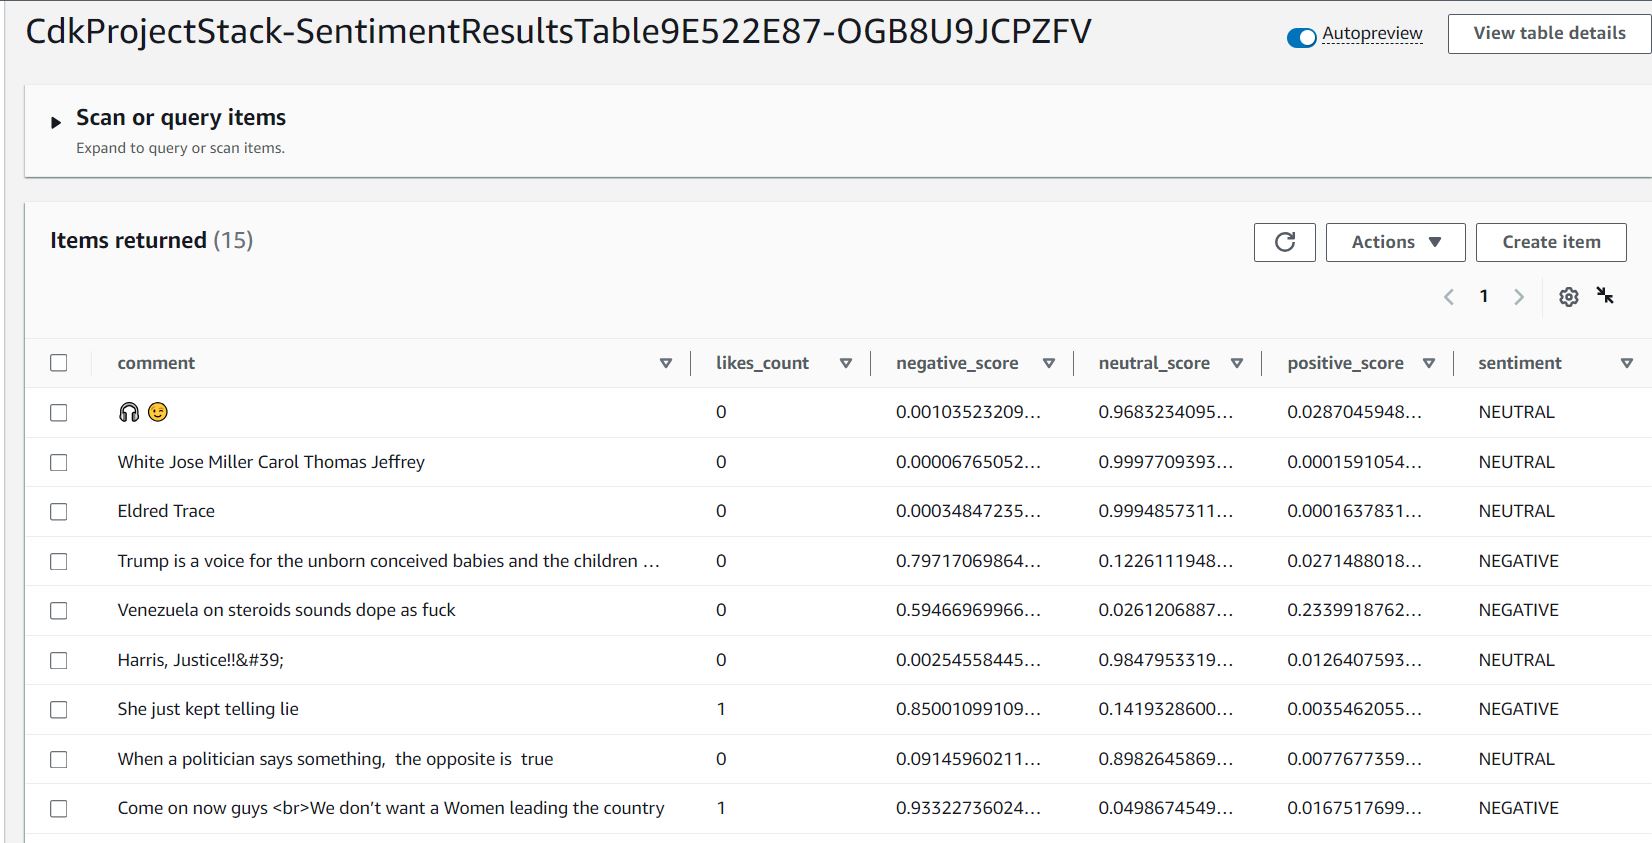 CdkProjectStack-SentimentResultsTable9E522E87-OGB8U9JCPZFV
Autopreview
View table details
Scan or query items
Expand to query or scan items.
Items returned (15)
Actions
Create item
1
comment likes_count negative_score neutral_score positive_score sentiment
🎧 😉 0 0.00103523209... 0.9683234095... 0.0287045948... NEUTRAL
White Jose Miller Carol Thomas Jeffrey 0 0.00006765052... 0.9997709393... 0.0001591054... NEUTRAL
Eldred Trace 0 0.00034847235... 0.9994857311... 0.0001637831... NEUTRAL
Trump is a voice for the unborn conceived babies and the children ... 0 0.79717069864... 0.1226111948... 0.0271488018... NEGATIVE
Venezuela on steroids sounds dope as fuck 0 0.59466969966... 0.0261206887... 0.2339918762... NEGATIVE
Harris, Justice!!&#39; 0 0.00254558445... 0.9847953319... 0.0126407593... NEUTRAL
She just kept telling lie 1 0.85001099109... 0.1419328600... 0.0035462055... NEGATIVE
When a politician says something,  the opposite is  true 0 0.09145960211... 0.8982645869... 0.0077677359... NEUTRAL
Come on now guys <br>We don’t want a Women leading the country 1 0.93322736024... 0.0498674549... 0.0167517699... NEGATIVE